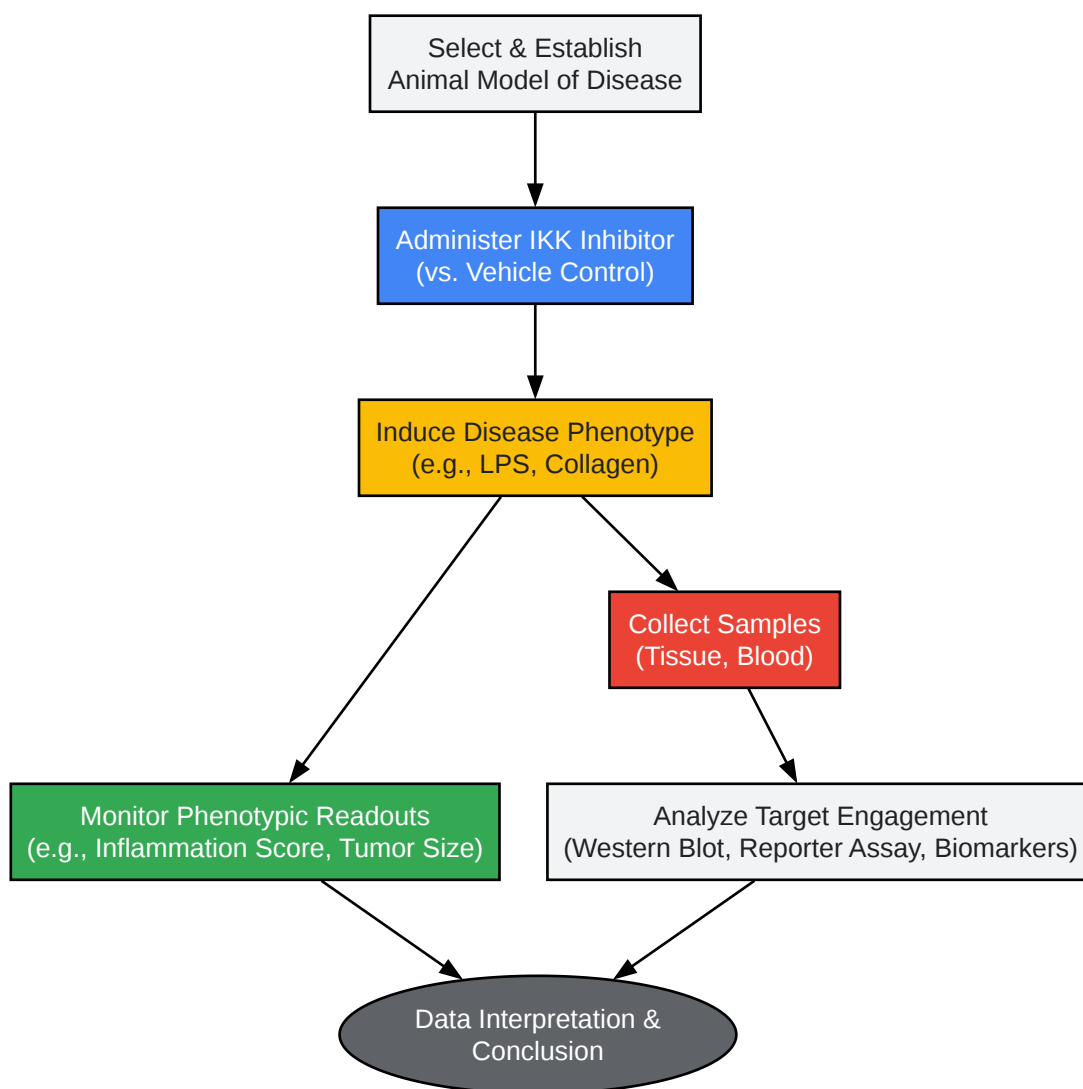 Select & Establish
Animal Model of Disease
Administer IKK Inhibitor
(vs. Vehicle Control)
Induce Disease Phenotype
(e.g., LPS, Collagen)
Collect Samples
(Tissue, Blood)
Monitor Phenotypic Readouts
(e.g., Inflammation Score, Tumor Size)
Analyze Target Engagement
(Western Blot, Reporter Assay, Biomarkers)
Data Interpretation &
Conclusion